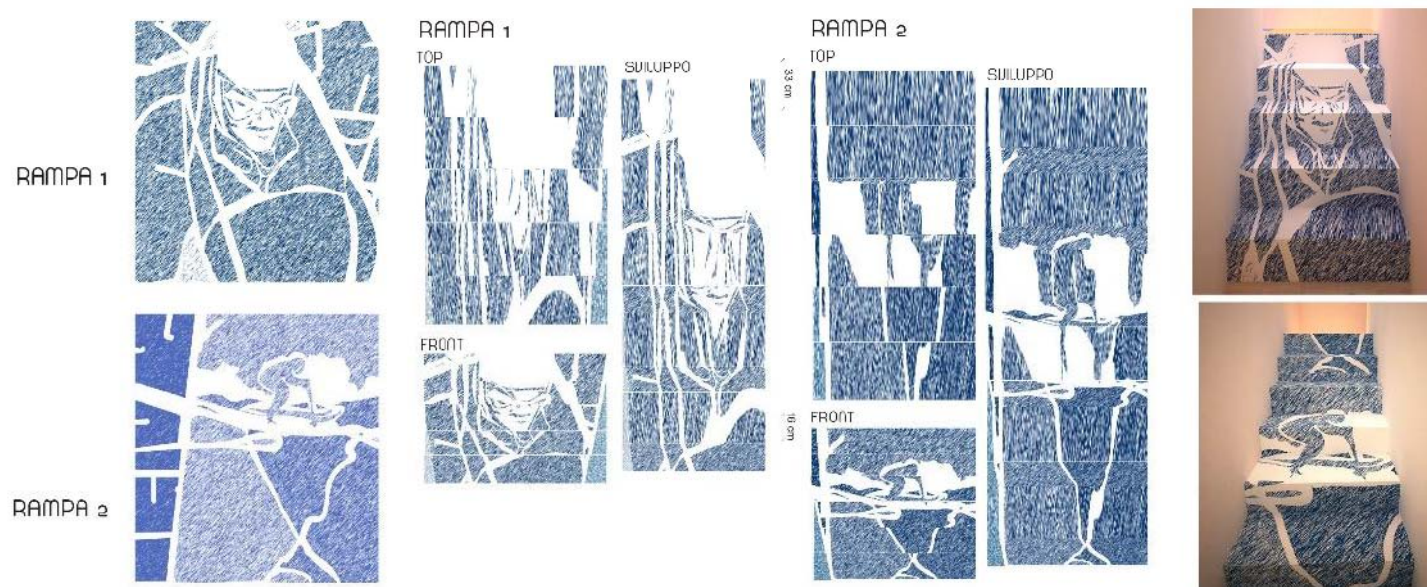 RAMPA 1
RAMPA 2
RAMPA 1
TOP
SVILUPPO
FRONT
RAMPA 2
TOP
SVILUPPO
33 cm
FRONT
16 cm